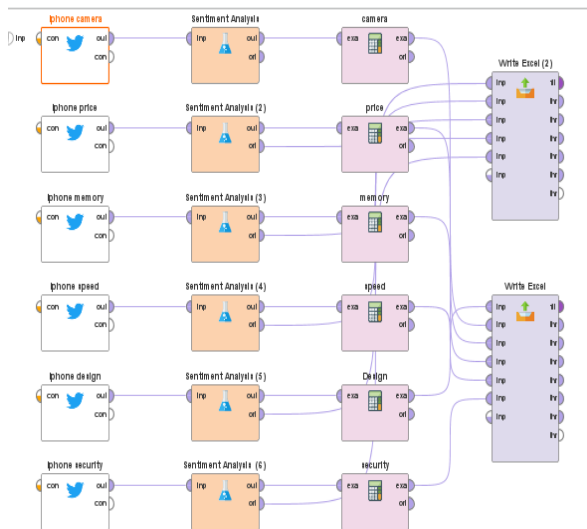 Iphone camera
Sentiment Analysis
camera
Inp
con
out
con
Inp
out
ori
exa
exa
ori
Write Excel (2)
Inp
Inp
Inp
Inp
Inp
Inp
fil
thr
thr
thr
thr
thr
thr
Iphone price
Sentiment Analysis (2)
price
con
out
con
Inp
out
ori
exa
exa
ori
Iphone memory
Sentiment Analysis (3)
memory
con
out
con
Inp
out
ori
exa
exa
ori
Iphone speed
Sentiment Analysis (4)
speed
con
out
con
Inp
out
ori
exa
exa
ori
Write Excel
Inp
Inp
Inp
Inp
Inp
Inp
Inp
fil
thr
thr
thr
thr
thr
thr
thr
Iphone design
Sentiment Analysis (5)
Design
con
out
con
Inp
out
ori
exa
exa
ori
Iphone security
Sentiment Analysis (6)
security
con
out
con
Inp
out
ori
exa
exa
ori